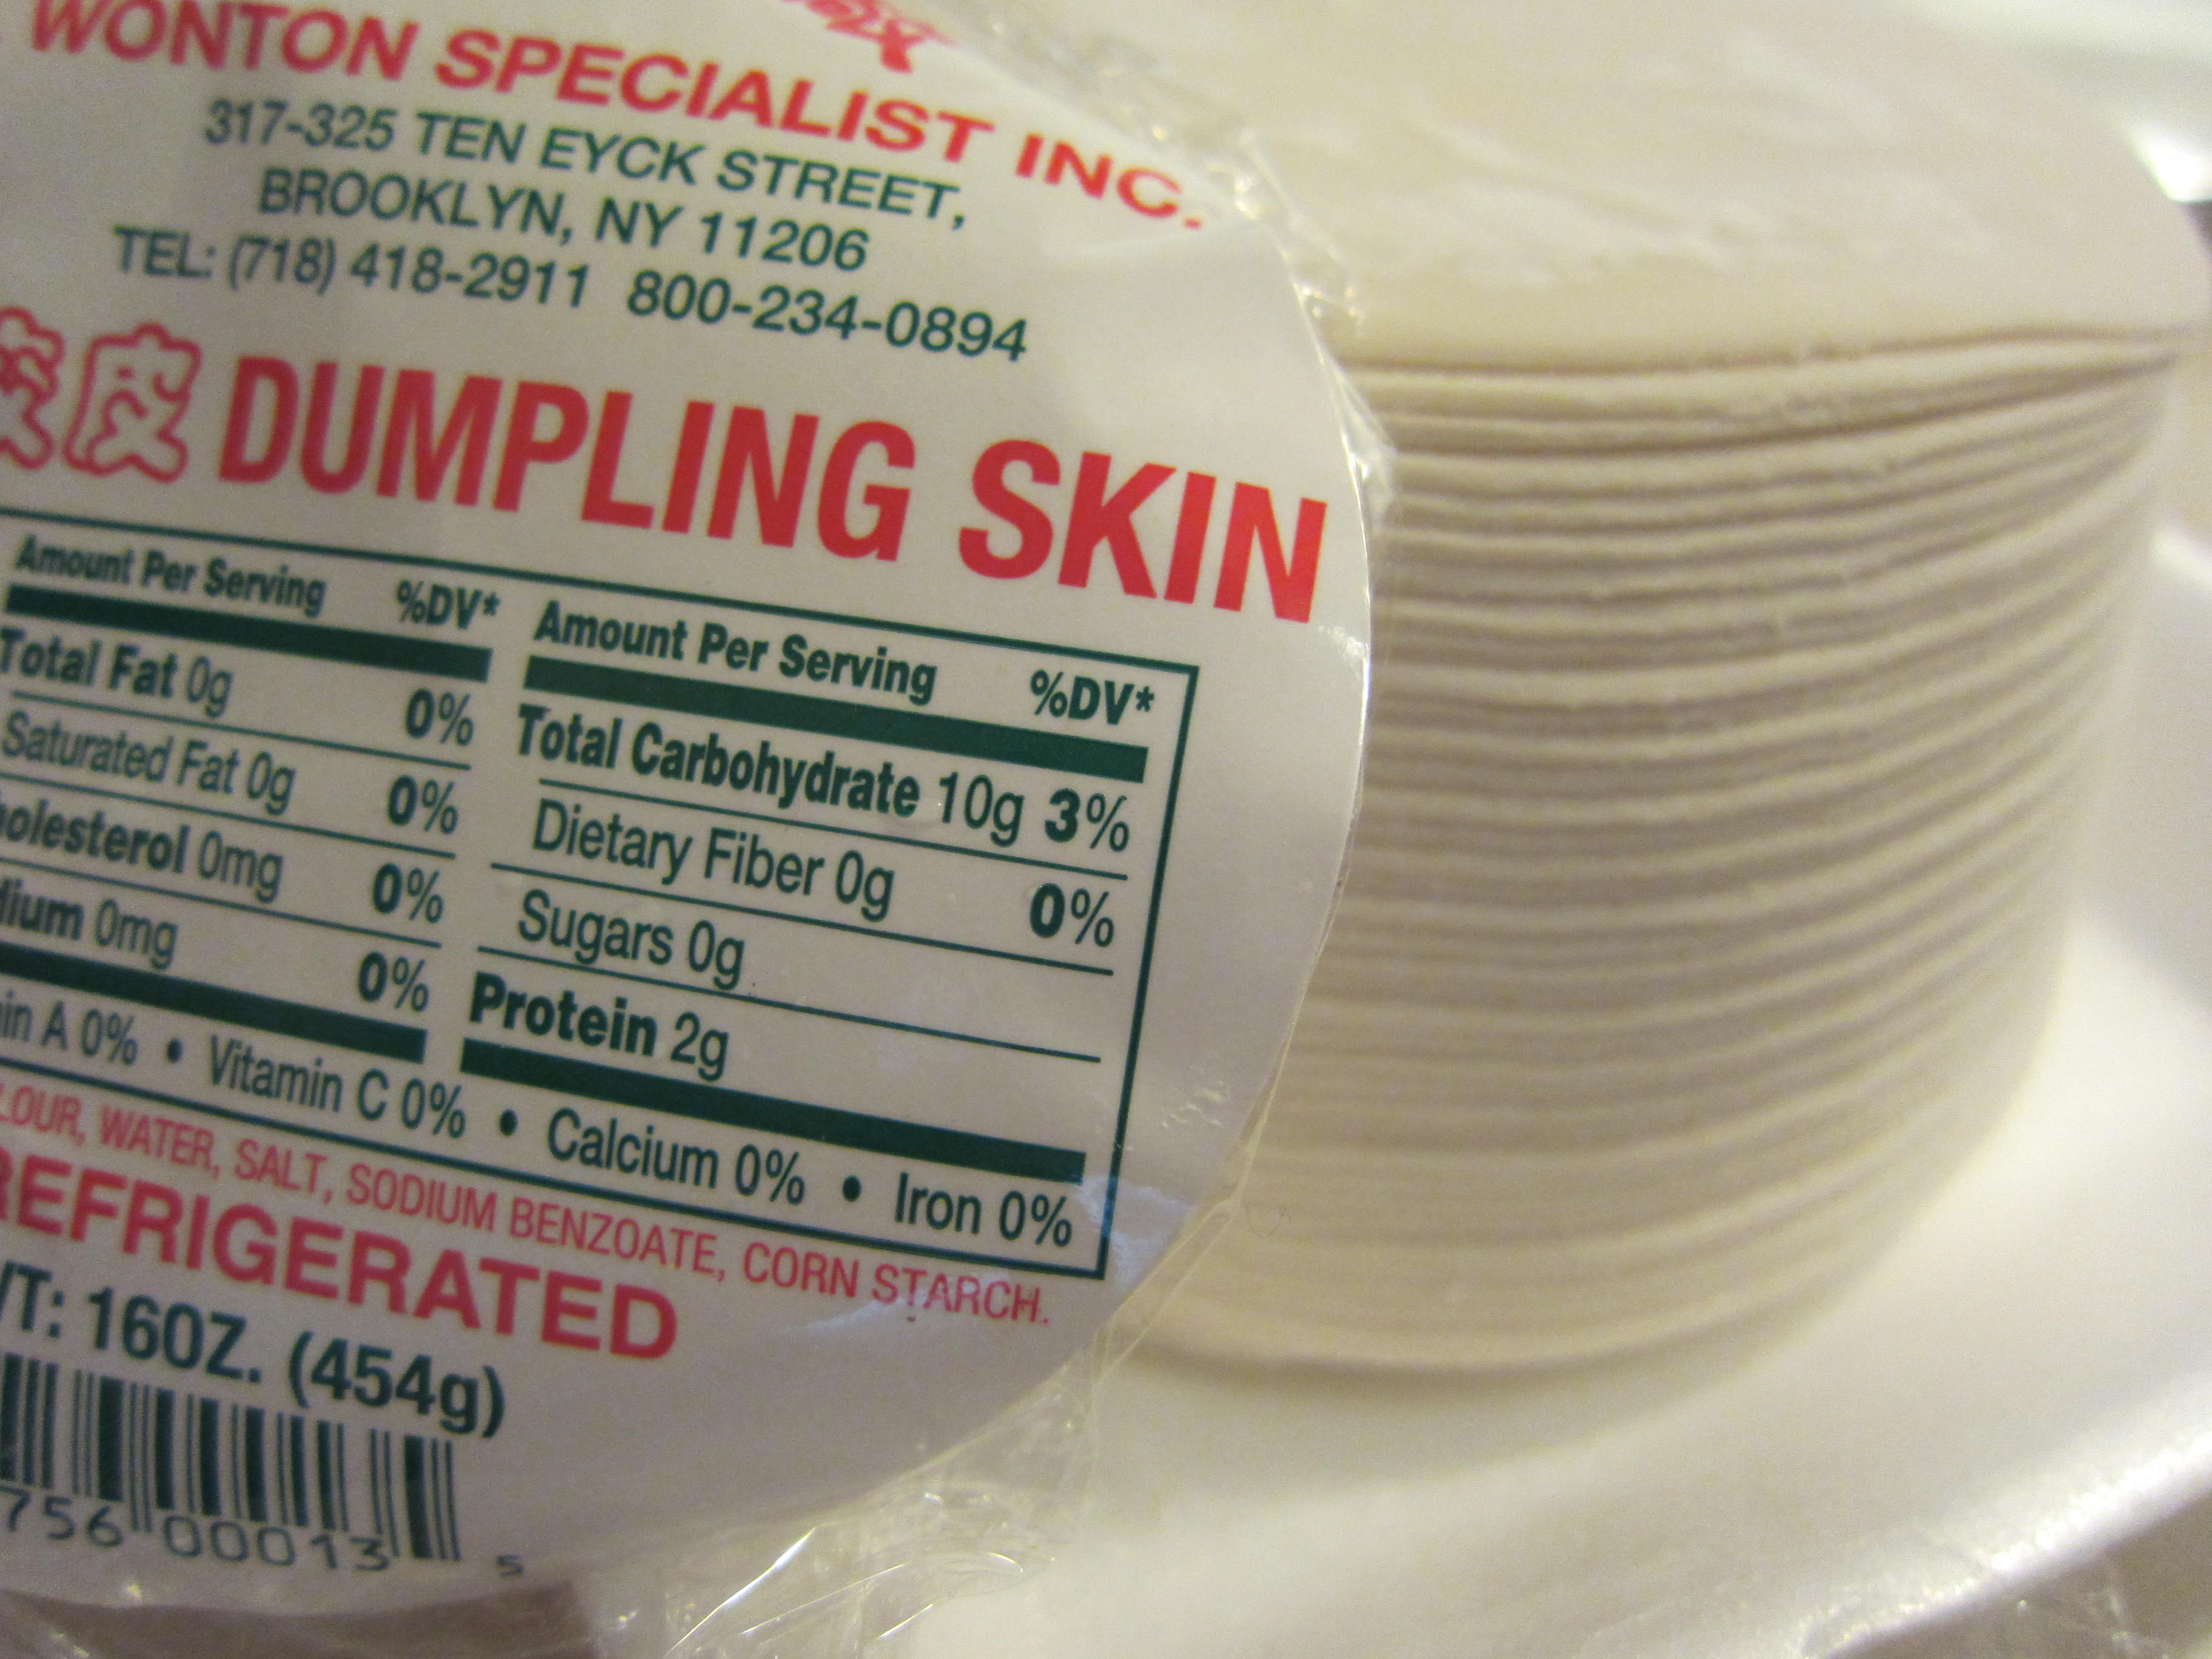 WONTON SPECIALIST INC.
317-325 TEN EYCK STREET,
BROOKLYN, NY 11206
TEL: (718) 418-2911 800-234-0894
皮 DUMPLING SKIN
Amount Per Serving %DV* Amount Per Serving %DV*
Total Fat 0g 0% Total Carbohydrate 10g 3%
Saturated Fat 0g 0% Dietary Fiber 0g 0%
olesterol 0mg 0% Sugars 0g
ium 0mg 0% Protein 2g
in A 0% • Vitamin C 0% • Calcium 0% • Iron 0%
LOUR, WATER, SALT, SODIUM BENZOATE, CORN STARCH.
REFRIGERATED
T: 16OZ. (454g)
756 00013 5